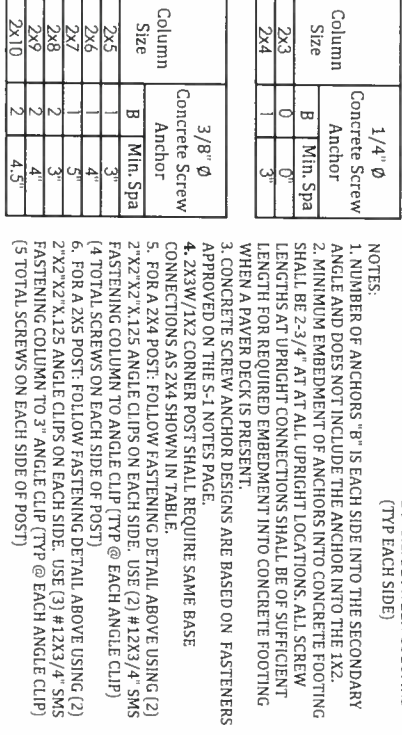 (TYP EACH SIDE)
1/4" Ø
Column Size Concrete Screw Anchor
B Min. Spa
2x3 0 0"
2x4 1 3"
3/8" Ø
Column Size Concrete Screw Anchor
B Min. Spa
2x5 1 3"
2x6 1 4"
2x7 1 5"
2x8 2 3"
2x9 2 4"
2x10 2 4.5"
NOTES:
1. NUMBER OF ANCHORS "B" IS EACH SIDE INTO THE SECONDARY
ANGLE AND DOES NOT INCLUDE THE ANCHOR INTO THE 1X2.
2. MINIMUM EMBEDMENT OF ANCHORS INTO CONCRETE FOOTING
SHALL BE 2-3/4" AT AT ALL UPRIGHT LOCATIONS. ALL SCREW
LENGTHS AT UPRIGHT CONNECTIONS SHALL BE OF SUFFICIENT
LENGTH FOR REQUIRED EMBEDMENT INTO CONCRETE FOOTING
WHEN A PAVER DECK IS PRESENT.
3. CONCRETE SCREW ANCHOR DESIGNS ARE BASED ON FASTENERS
APPROVED ON THE S-1 NOTES PAGE.
4. 2X3W/1X2 CORNER POST SHALL REQUIRE SAME BASE
CONNECTIONS AS 2X4 SHOWN IN TABLE.
5. FOR A 2X4 POST: FOLLOW FASTENING DETAIL ABOVE USING (2)
2"X2"X2"X.125 ANGLE CLIPS ON EACH SIDE. USE (2) #12X3/4" SMS
FASTENING COLUMN TO ANGLE CLIP (TYP @ EACH ANGLE CLIP)
(4 TOTAL SCREWS ON EACH SIDE OF POST)
6. FOR A 2X5 POST: FOLLOW FASTENING DETAIL ABOVE USING (2)
2"X2"X2"X.125 ANGLE CLIPS ON EACH SIDE. USE (3) #12X3/4" SMS
FASTENING COLUMN TO 3" ANGLE CLIP (TYP @ EACH ANGLE CLIP)
(5 TOTAL SCREWS ON EACH SIDE OF POST)